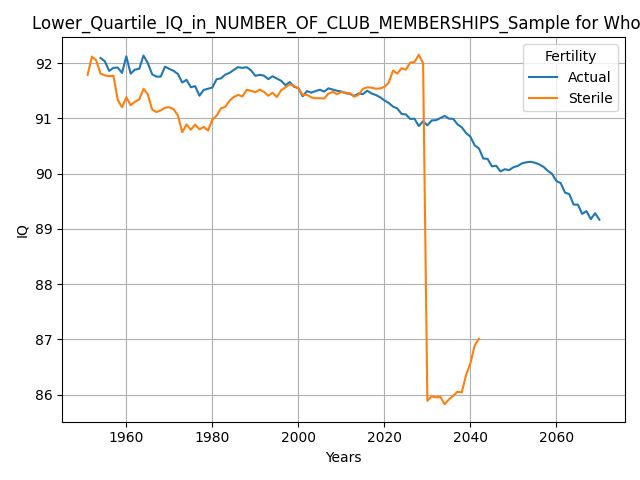 Lower_Quartile_IQ_in_NUMBER_OF_CLUB_MEMBERSHIPS_Sample for Who
Fertility
Actual
Sterile
IQ
92
91
90
89
88
87
86
1960 1980 2000 2020 2040 2060
Years